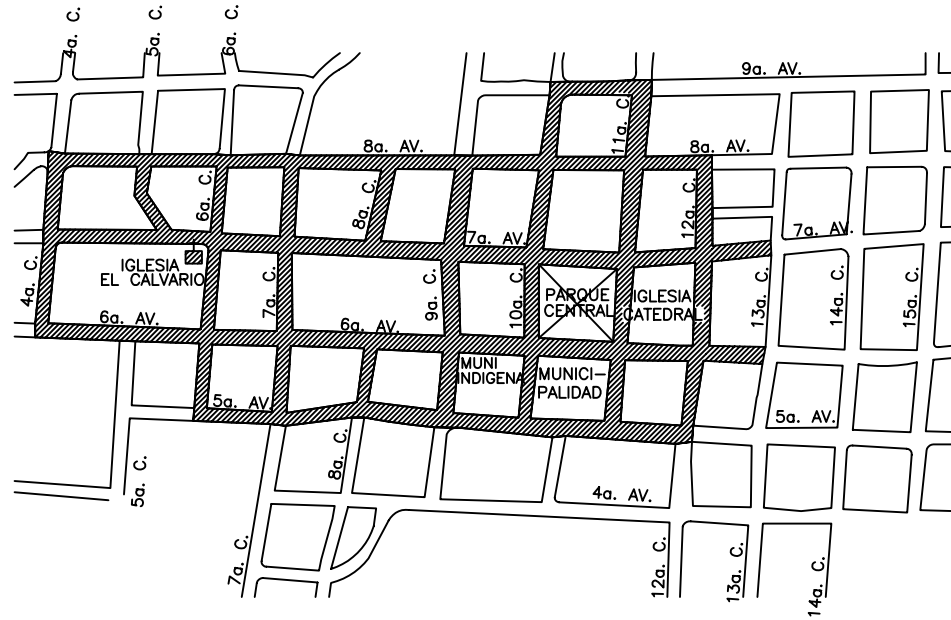 4a. C.
5a. C.
6a. C.
9a. AV.
11a. C.
8a. AV.
8a. AV.
6a. C.
8a. C.
12a. C.
7a. AV.
7a. AV.
IGLESIA
EL CALVARIO
4a. C.
7a. C.
9a. C.
10a. C.
PARQUE
CENTRAL
IGLESIA
CATEDRAL
13a. C.
14a. C.
15a. C.
6a. AV.
6a. AV.
MUNI
INDIGENA
MUNICI-
PALIDAD
5a. AV.
5a. AV.
5a. C.
8a. C.
4a. AV.
7a. C.
12a. C.
13a. C.
14a. C.